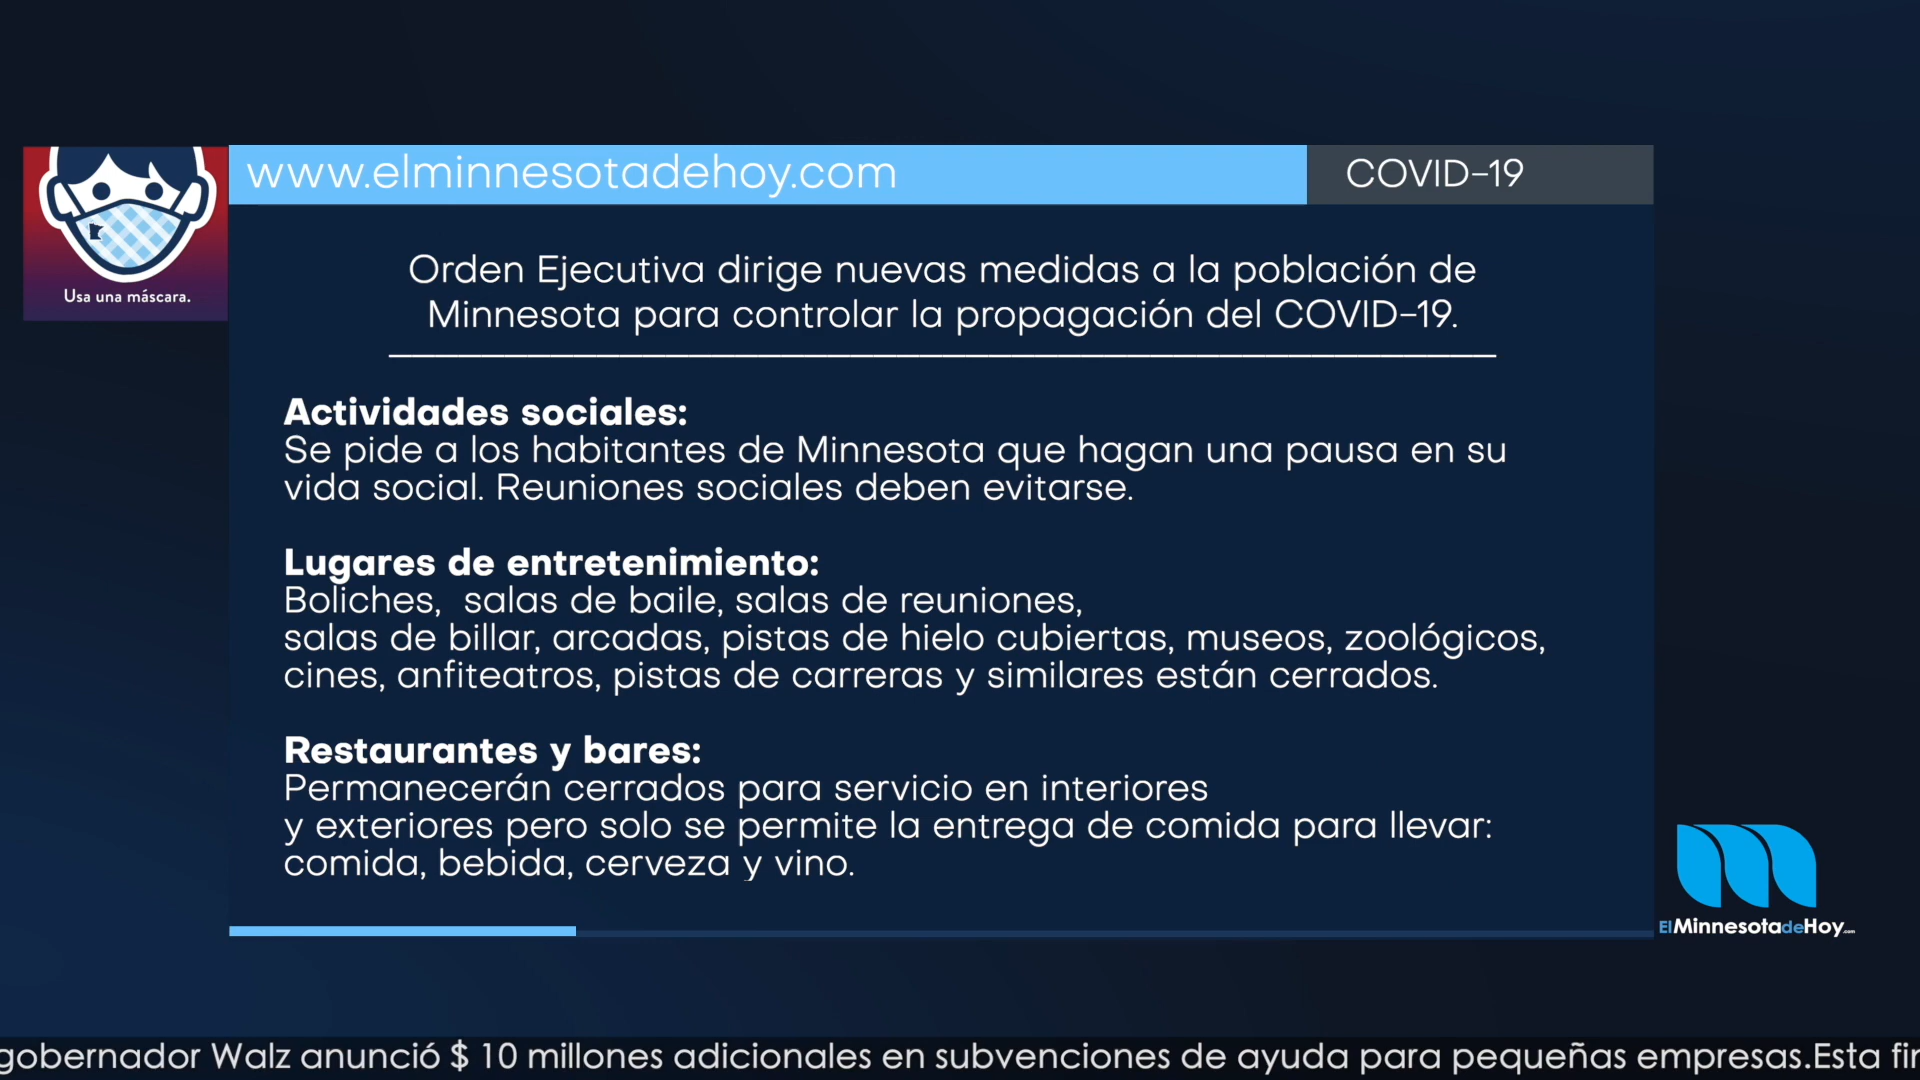 www.elminnesotadehoy.com
COVID-19
Usa una máscara.
Orden Ejecutiva dirige nuevas medidas a la población de
Minnesota para controlar la propagación del COVID-19.
Actividades sociales:
Se pide a los habitantes de Minnesota que hagan una pausa en su
vida social. Reuniones sociales deben evitarse.
Lugares de entretenimiento:
Boliches, salas de baile, salas de reuniones,
salas de billar, arcadas, pistas de hielo cubiertas, museos, zoológicos,
cines, anfiteatros, pistas de carreras y similares están cerrados.
Restaurantes y bares:
Permanecerán cerrados para servicio en interiores
y exteriores pero solo se permite la entrega de comida para llevar:
comida, bebida, cerveza y vino.
ElMinnesotadeHoy.com
gobernador Walz anunció $ 10 millones adicionales en subvenciones de ayuda para pequeñas empresas.Esta